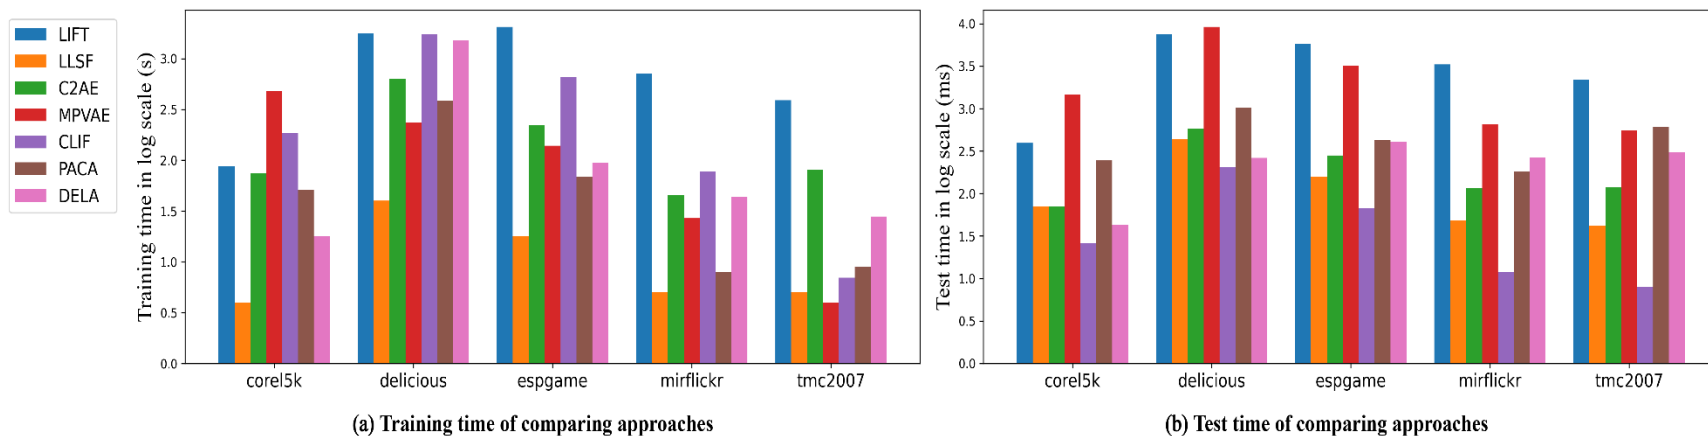 LIFT
LLSF
C2AE
MPVAE
CLIF
PACA
DELA
Training time in log scale (s)
3.0
2.5
2.0
1.5
1.0
0.5
0.0
corel5k delicious espgame mirflickr tmc2007
(a) Training time of comparing approaches
Test time in log scale (ms)
4.0
3.5
3.0
2.5
2.0
1.5
1.0
0.5
0.0
corel5k delicious espgame mirflickr tmc2007
(b) Test time of comparing approaches